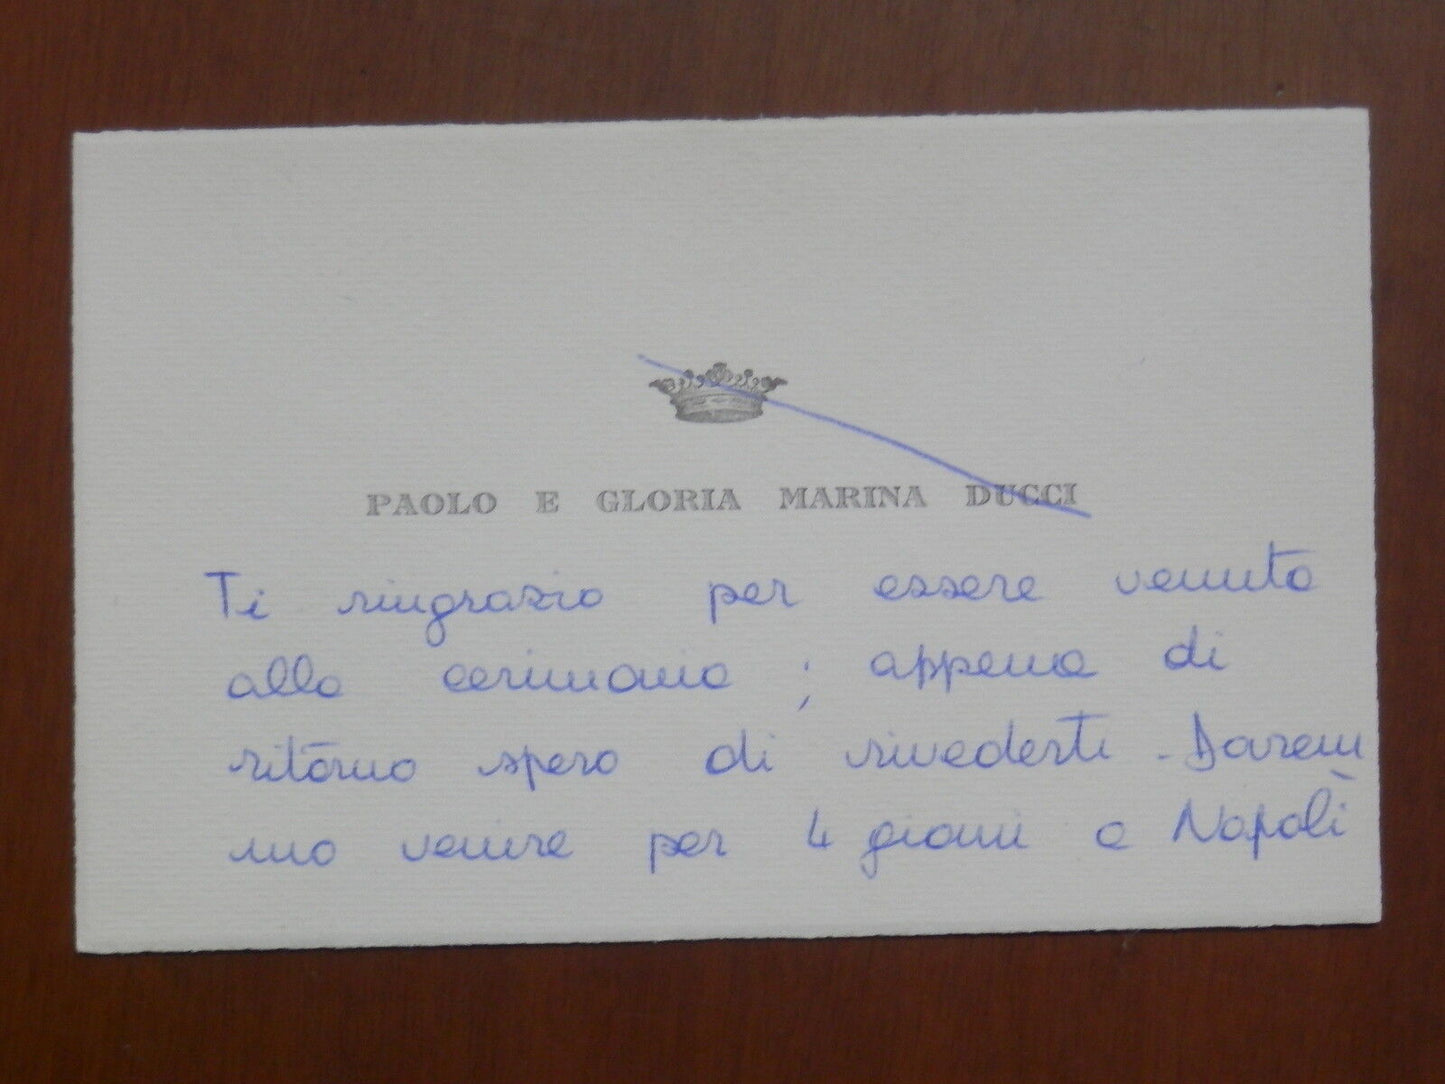 PAOLO E GLORIA MARINA DUCCI
Ti ringrazio per essere venuto
alla cerimonia ; appena di
ritorno spero di rivederti - Darem
mo venire per 4 giorni a Napoli